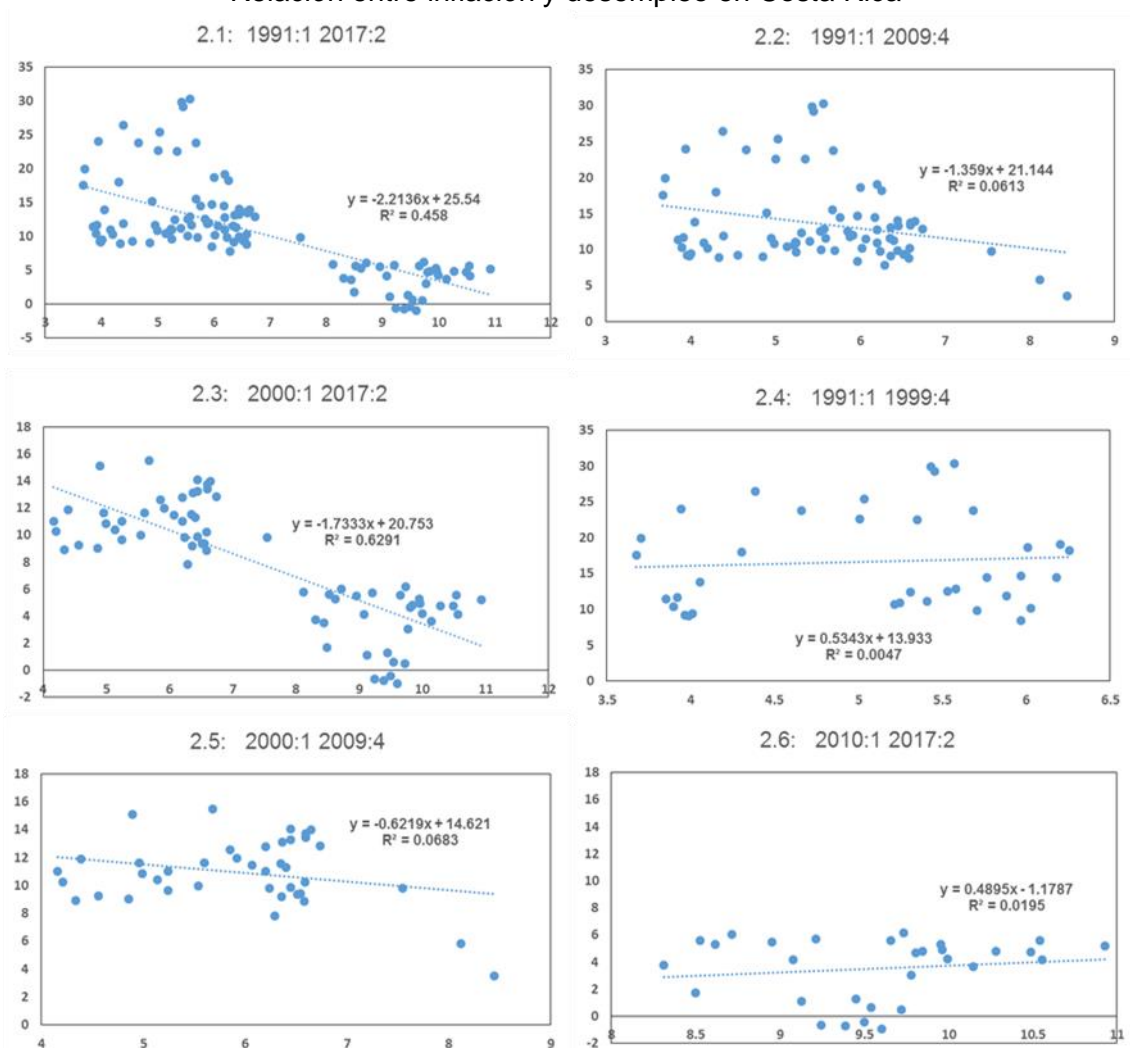 Relación entre inflación y desempleo en Costa Rica
2.1: 1991:1 2017:2
35
30
25
20
15
10
5
0
-5
y = -2.2136x + 25.54
R² = 0.458
3 4 5 6 7 8 9 10 11 12
2.2: 1991:1 2009:4
35
30
25
20
15
10
5
0
y = -1.359x + 21.144
R² = 0.0613
3 4 5 6 7 8 9
2.3: 2000:1 2017:2
18
16
14
12
10
8
6
4
2
0
-2
y = -1.7333x + 20.753
R² = 0.6291
4 5 6 7 8 9 10 11 12
2.4: 1991:1 1999:4
35
30
25
20
15
10
5
0
y = 0.5343x + 13.933
R² = 0.0047
3.5 4 4.5 5 5.5 6 6.5
2.5: 2000:1 2009:4
18
16
14
12
10
8
6
4
2
0
y = -0.6219x + 14.621
R² = 0.0683
4 5 6 7 8 9
2.6: 2010:1 2017:2
18
16
14
12
10
8
6
4
2
0
-2
y = 0.4895x - 1.1787
R² = 0.0195
8 8.5 9 9.5 10 10.5 11